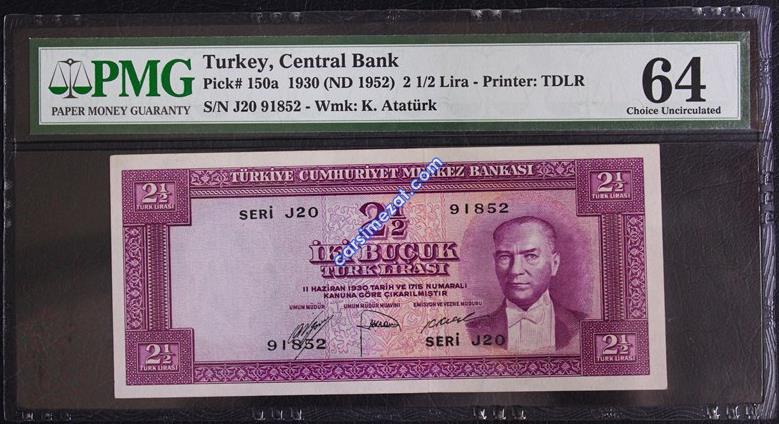 PMG
PAPER MONEY GUARANTY
Turkey, Central Bank
Pick# 150a 1930 (ND 1952) 2 1/2 Lira - Printer: TDLR
S/N J20 91852 - Wmk: K. Atatürk
64
Choice Uncirculated
TÜRKİYE CUMHURİYET MERKEZ BANKASI
2½
TÜRK LİRASI
2½
TÜRK LİRASI
SERİ J20
2½
91852
İKİ BUÇUK
TÜRK LİRASI
11 HAZİRAN 1930 TARİH VE 1715 NUMARALI
KANUNA GÖRE ÇIKARILMIŞTIR
UMUM MÜDÜR
UMUM MÜDÜR MUAVİNİ
EMİSYON VE VEZNE MÜDÜRÜ
91852
SERİ J20
2½
TÜRK LİRASI
2½
TÜRK LİRASI
carsimezat.com